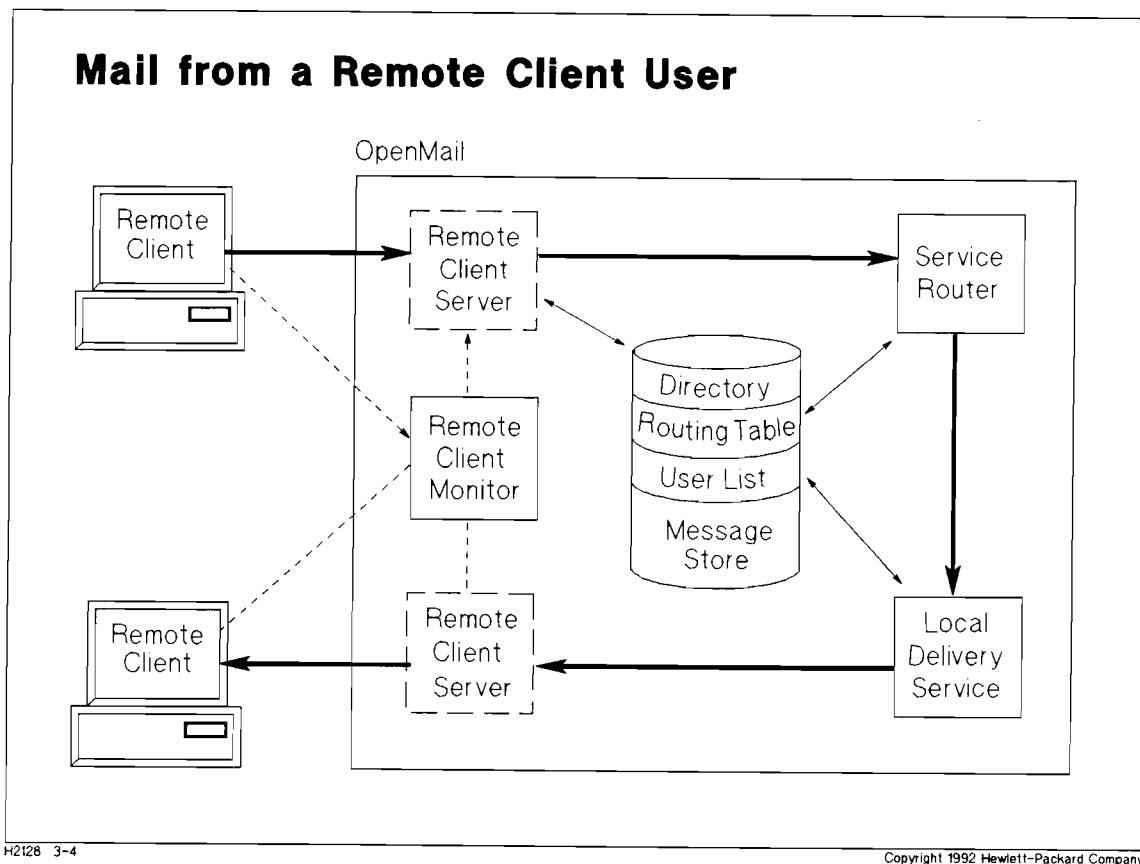 Mail from a Remote Client User
OpenMail
Remote
Client
Remote
Client
Server
Service
Router
Directory
Routing Table
User List
Message
Store
Remote
Client
Monitor
Remote
Client
Remote
Client
Server
Local
Delivery
Service
H2128 3-4
Copyright 1992 Hewlett-Packard Company